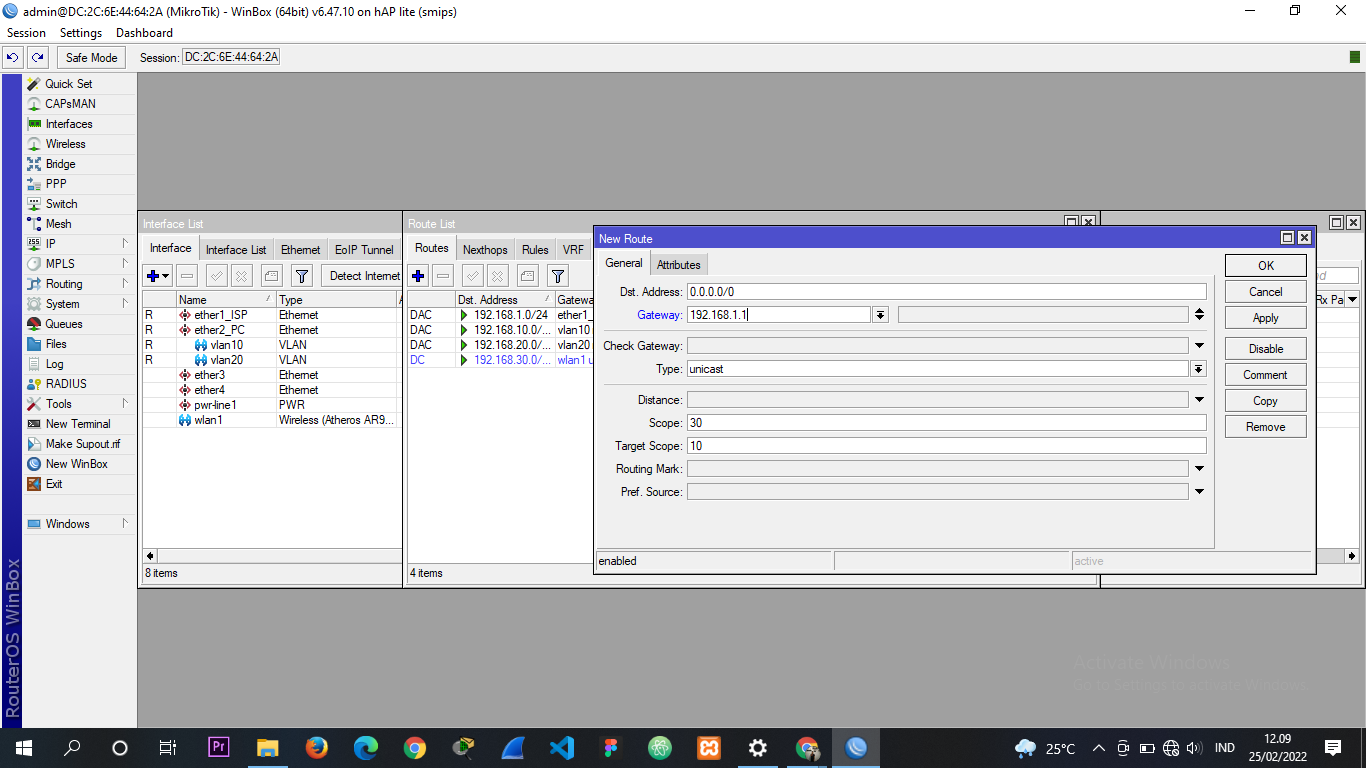 admin@DC:2C:6E:44:64:2A (MikroTik) - WinBox (64bit) v6.47.10 on hAP lite (smips)
Session Settings Dashboard
Safe Mode Session: DC:2C:6E:44:64:2A
Quick Set
CAPsMAN
Interfaces
Wireless
Bridge
PPP
Switch
Mesh
IP
MPLS
Routing
System
Queues
Files
Log
RADIUS
Tools
New Terminal
Make Supout.rif
New WinBox
Exit
Windows
RouterOS WinBox
Interface List
Interface Interface List Ethernet EoIP Tunnel
Detect Internet
Name Type
R ether1_ISP Ethernet
R ether2_PC Ethernet
R vlan10 VLAN
R vlan20 VLAN
ether3 Ethernet
ether4 Ethernet
pwr-line1 PWR
wlan1 Wireless (Atheros AR9...
8 items
Route List
Routes Nexthops Rules VRF
Dst. Address Gatewa
DAC 192.168.1.0/24 ether1_
DAC 192.168.10.0/... vlan10
DAC 192.168.20.0/... vlan20
DC 192.168.30.0/... wlan1 u
4 items
Rx Pa
New Route
General Attributes
Dst. Address: 0.0.0.0/0
Gateway: 192.168.1.1
Check Gateway:
Type: unicast
Distance:
Scope: 30
Target Scope: 10
Routing Mark:
Pref. Source:
OK
Cancel
Apply
Disable
Comment
Copy
Remove
enabled
active
Activate Windows
Go to Settings to activate Windows.
Pr
25°C
IND
12.09
25/02/2022